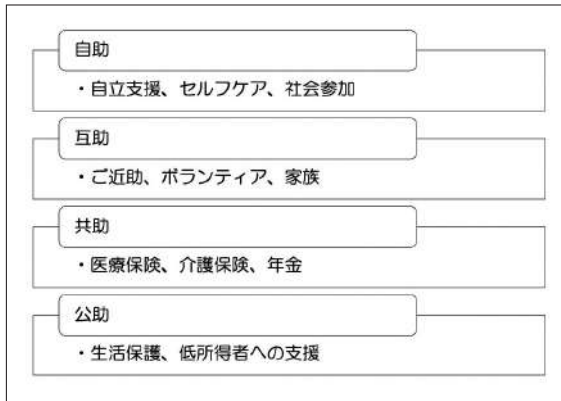 自助
・自立支援、セルフケア、社会参加
互助
・ご近助、ボランティア、家族
共助
・医療保険、介護保険、年金
公助
・生活保護、低所得者への支援